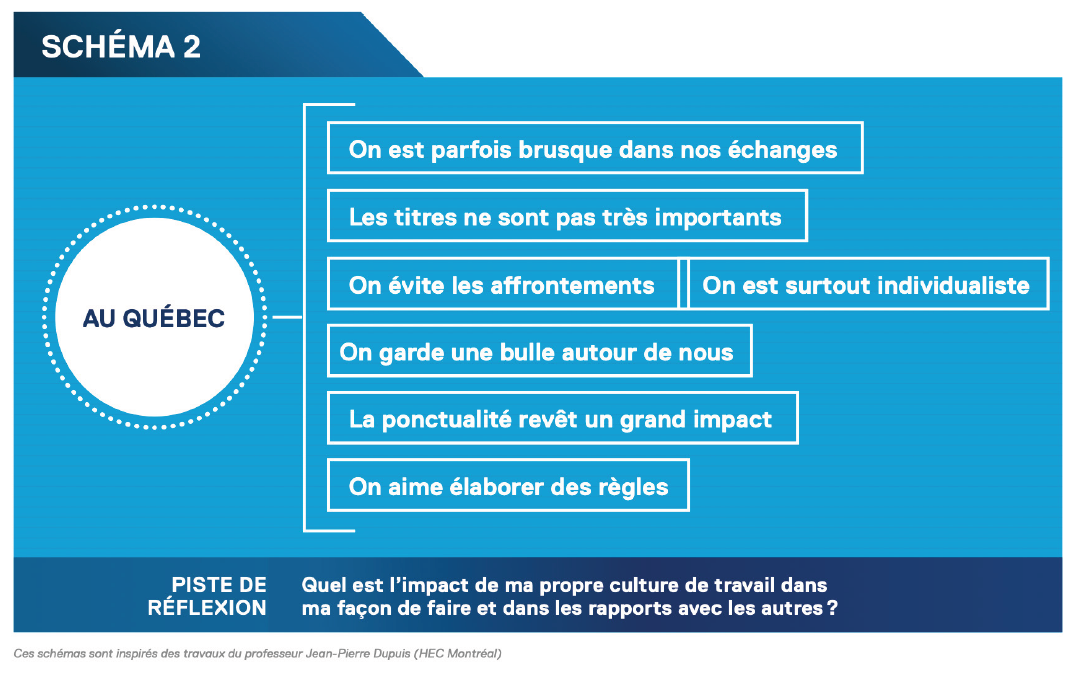 SCHÉMA 2
AU QUÉBEC
On est parfois brusque dans nos échanges
Les titres ne sont pas très importants
On évite les affrontements
On est surtout individualiste
On garde une bulle autour de nous
La ponctualité revêt un grand impact
On aime élaborer des règles
PISTE DE
RÉFLEXION
Quel est l'impact de ma propre culture de travail dans
ma façon de faire et dans les rapports avec les autres ?
Ces schémas sont inspirés des travaux du professeur Jean-Pierre Dupuis (HEC Montréal)